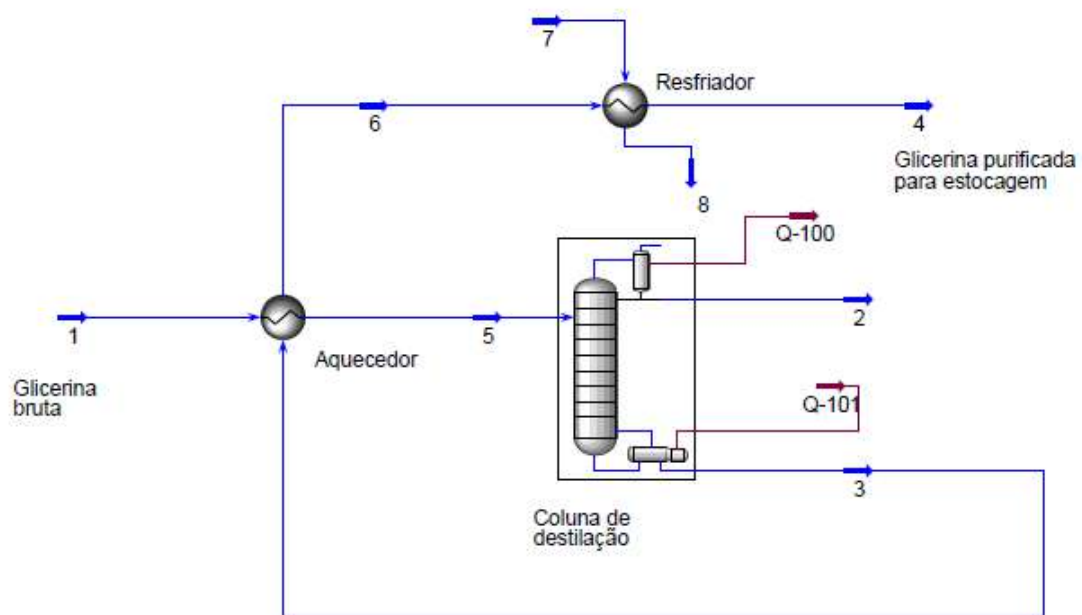 7
Resfriador
6
4
Glicerina purificada
para estocagem
8
Q-100
1
5
2
Aquecedor
Glicerina
bruta
Q-101
3
Coluna de
destilação